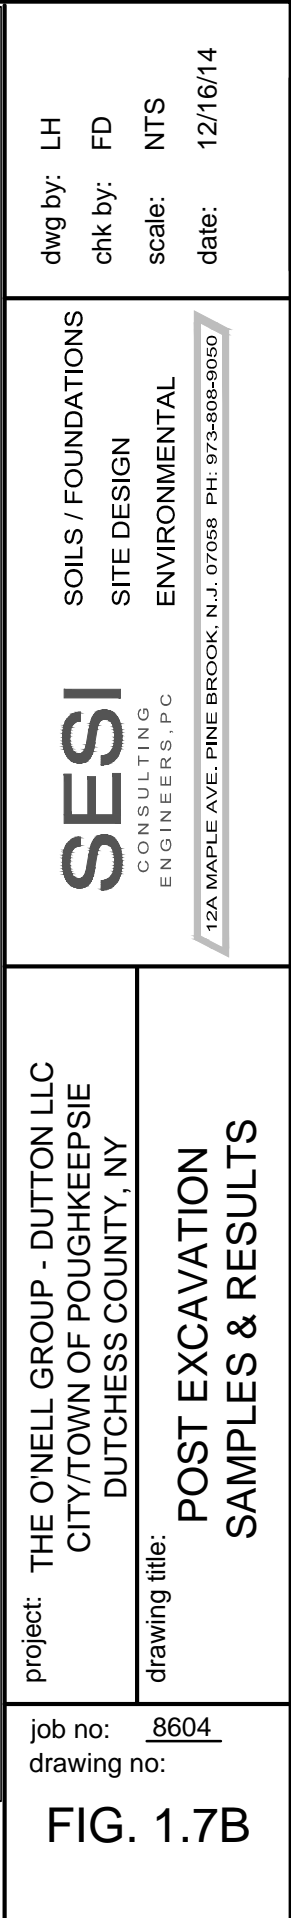 dwg by: LH
chk by: FD
scale: NTS
date: 12/16/14
SESI
CONSULTING
ENGINEERS, PC
SOILS / FOUNDATIONS
SITE DESIGN
ENVIRONMENTAL
12A MAPLE AVE. PINE BROOK, N.J. 07058 PH: 973-808-9050
project: THE O'NELL GROUP - DUTTON LLC
CITY/TOWN OF POUGHKEEPSIE
DUTCHESS COUNTY, NY
drawing title:
POST EXCAVATION
SAMPLES & RESULTS
job no: 8604
drawing no:
FIG. 1.7B